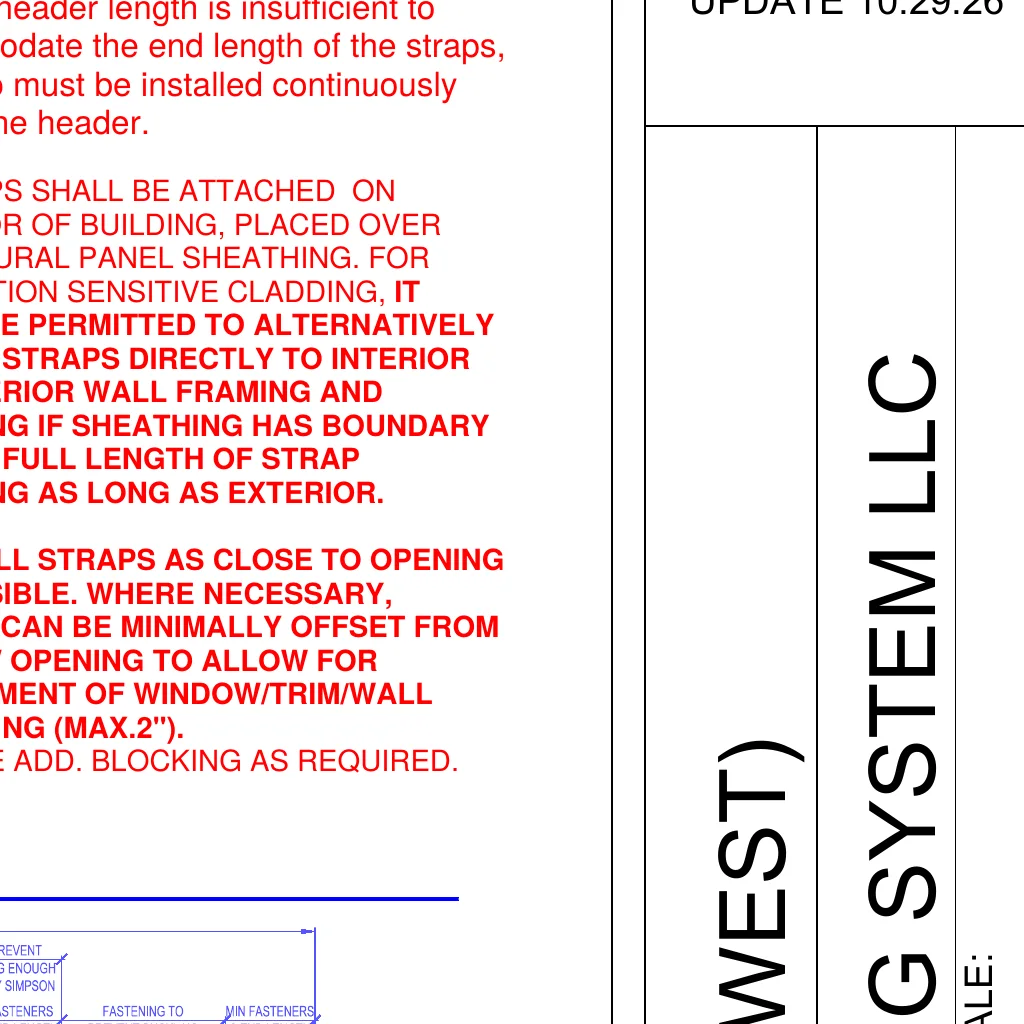 header length is insufficient to
odate the end length of the straps,
must be installed continuously
header.
SHALL BE ATTACHED ON
OF BUILDING, PLACED OVER
URAL PANEL SHEATHING. FOR
TION SENSITIVE CLADDING, IT
E PERMITTED TO ALTERNATIVELY
STRAPS DIRECTLY TO INTERIOR
ERIOR WALL FRAMING AND
NG IF SHEATHING HAS BOUNDARY
FULL LENGTH OF STRAP
NG AS LONG AS EXTERIOR.
LL STRAPS AS CLOSE TO OPENING
SIBLE. WHERE NECESSARY,
CAN BE MINIMALLY OFFSET FROM
OPENING TO ALLOW FOR
MENT OF WINDOW/TRIM/WALL
NG (MAX.2").
E ADD. BLOCKING AS REQUIRED.
REVENT
G ENOUGH
SIMPSON
ASTENERS
FASTENING TO
MIN FASTENERS
UPDATE 10.29.26
WEST)
G SYSTEM LLC
ALE: